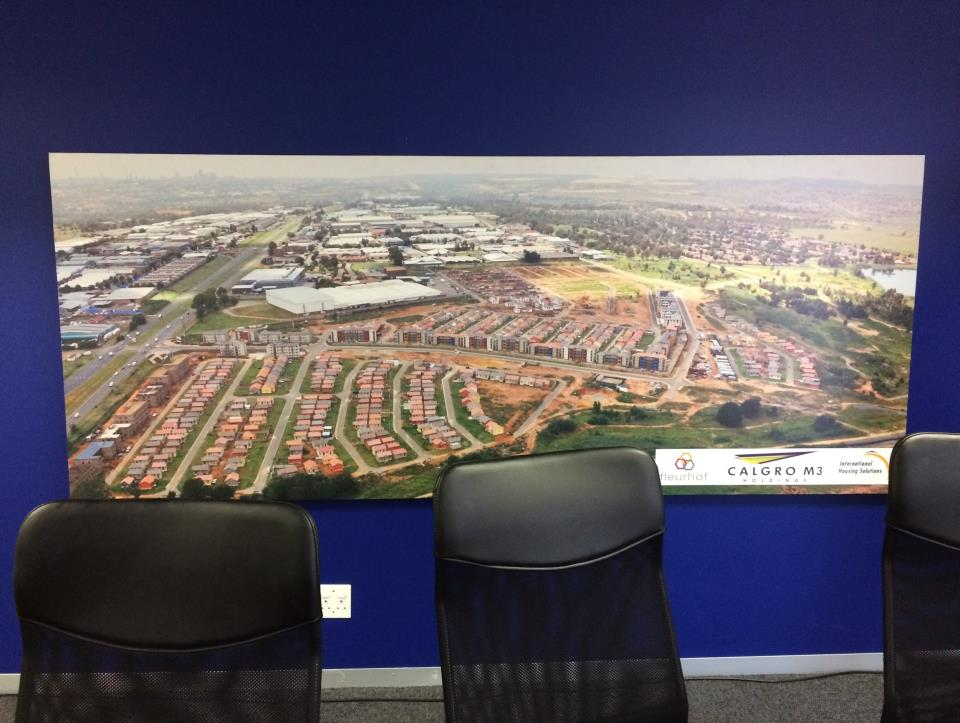 fleurhof
CALGRO M3
HOLDINGS
International
Housing Solutions